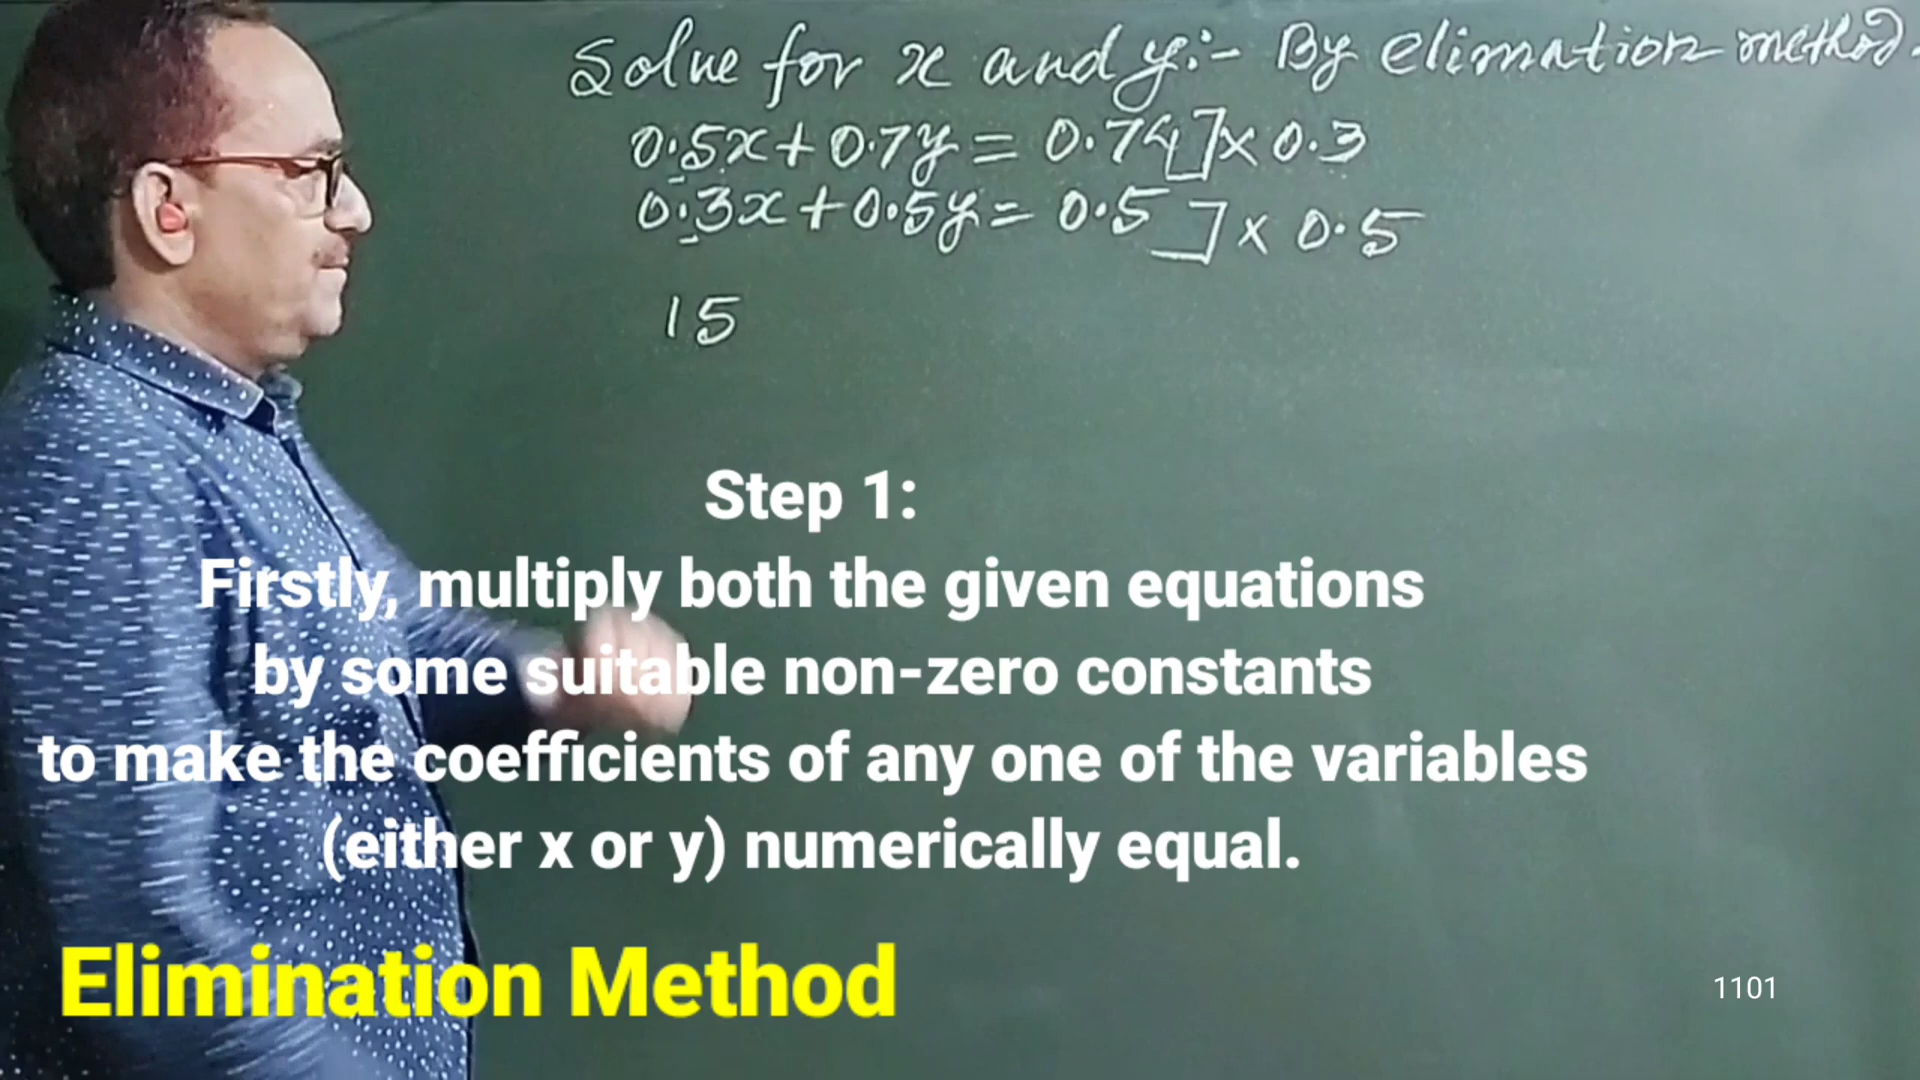 Solve for x and y:- By elimnation method.
0.5x+0.7y = 0.74]x 0.3
0.3x+0.5y = 0.5 ] x 0.5
15
Step 1:
Firstly, multiply both the given equations
by some suitable non-zero constants
to make the coefficients of any one of the variables
(either x or y) numerically equal.
Elimination Method
1101